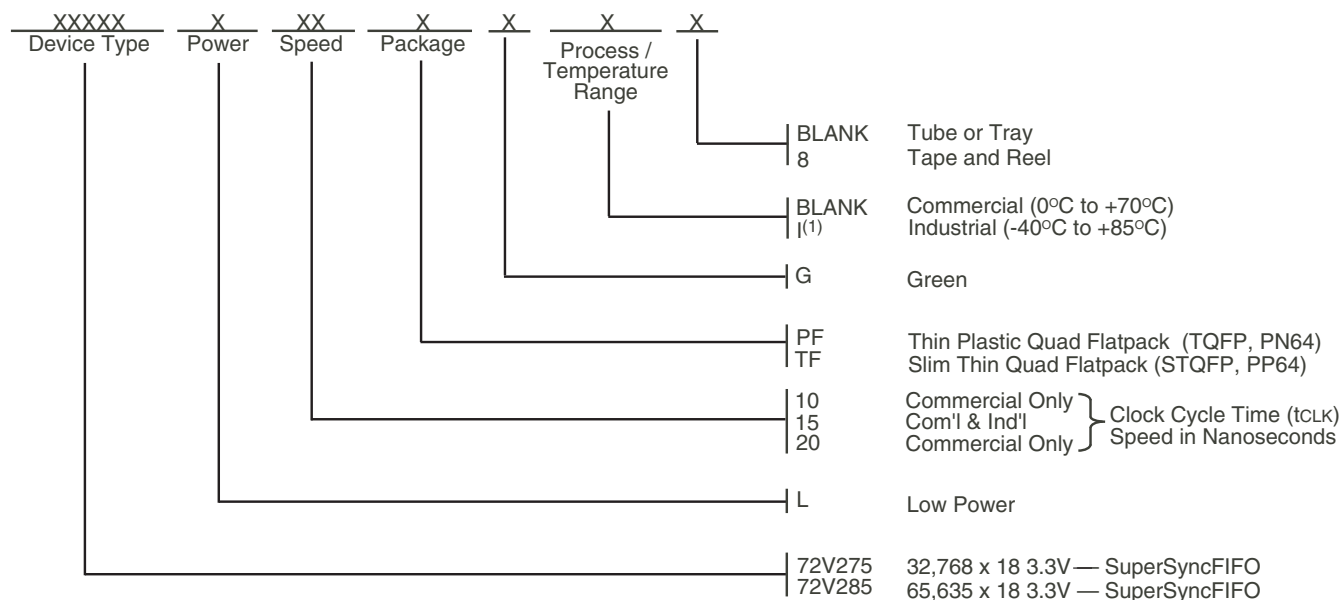 XXXXX X XX X X X X
Device Type Power Speed Package Process /
Temperature
Range
BLANK Tube or Tray
8 Tape and Reel
BLANK Commercial (0°C to +70°C)
I(1) Industrial (-40°C to +85°C)
G Green
PF Thin Plastic Quad Flatpack (TQFP, PN64)
TF Slim Thin Quad Flatpack (STQFP, PP64)
10 Commercial Only
15 Com'l & Ind'l
20 Commercial Only
Clock Cycle Time (tCLK)
Speed in Nanoseconds
L Low Power
72V275 32,768 x 18 3.3V — SuperSyncFIFO
72V285 65,635 x 18 3.3V — SuperSyncFIFO